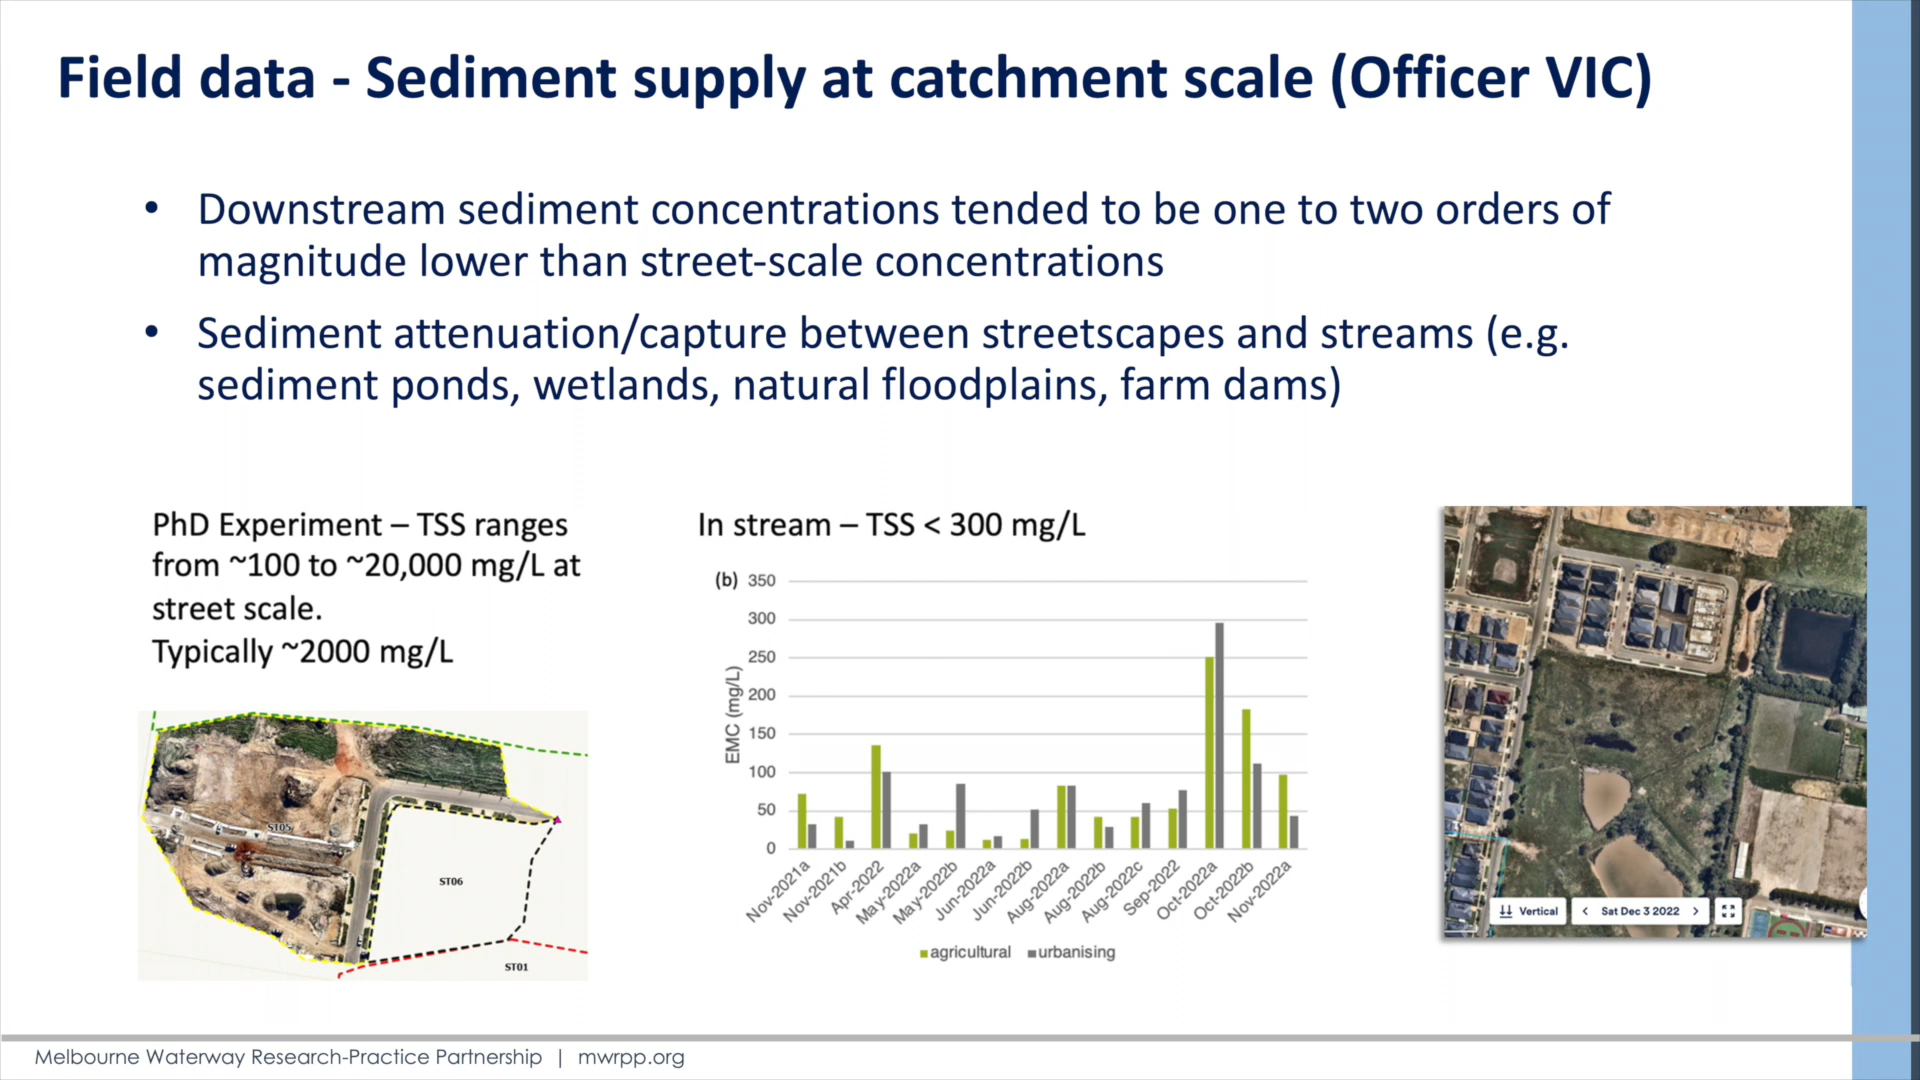 Field data - Sediment supply at catchment scale (Officer VIC)
• Downstream sediment concentrations tended to be one to two orders of
magnitude lower than street-scale concentrations
• Sediment attenuation/capture between streetscapes and streams (e.g.
sediment ponds, wetlands, natural floodplains, farm dams)
PhD Experiment – TSS ranges
from ~100 to ~20,000 mg/L at
street scale.
Typically ~2000 mg/L
ST05
ST06
ST01
In stream – TSS < 300 mg/L
(b)
EMC (mg/L)
350
300
250
200
150
100
50
0
Nov-2021a
Nov-2021b
Apr-2022
May-2022a
May-2022b
Jun-2022a
Jun-2022b
Aug-2022a
Aug-2022b
Aug-2022c
Sep-2022
Oct-2022a
Oct-2022b
Nov-2022a
agricultural urbanising
Vertical < Sat Dec 3 2022 >
Melbourne Waterway Research-Practice Partnership | mwrpp.org